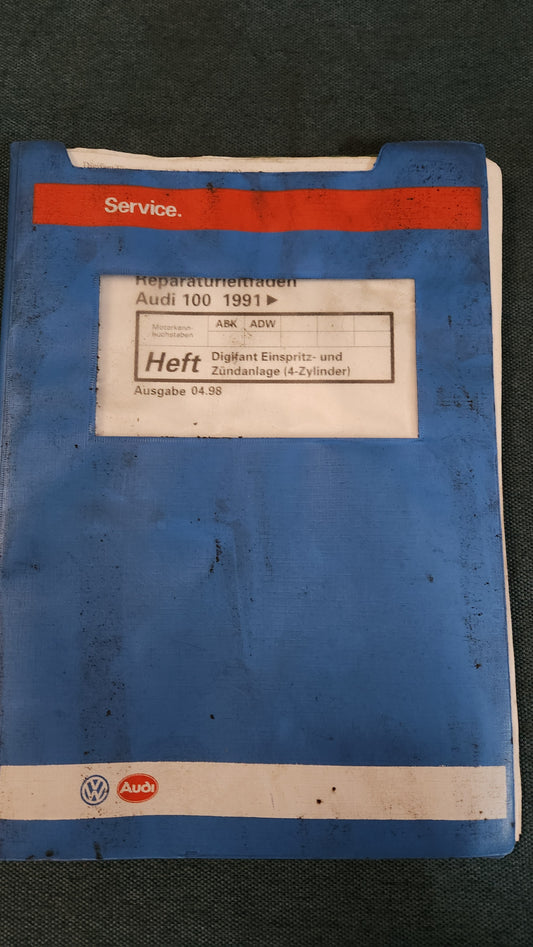 Service.
Reparaturleitfaden
Audi 100 1991 ►
Motorkenn-
buchstaben
ABK ADW
Heft
Digifant Einspritz- und
Zündanlage (4-Zylinder)
Ausgabe 04.98
VW
Audi